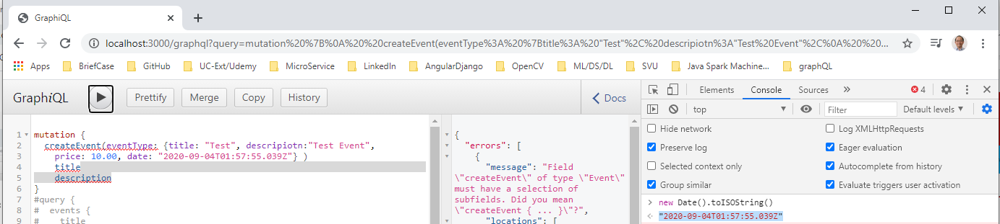 GraphiQL
localhost:3000/graphql?query=mutation%20%7B%0A%20%20createEvent(eventType%3A%20%7Btitle%3A%20"Test"%2C%20descripiotn%3A"Test%20Event"%2C%0A%20%20...
Apps BriefCase GitHub UC-Ext/Udemy MicroService LinkedIn AngularDjango OpenCV ML/DS/DL SVU Java Spark Machine... graphQL
GraphiQL Prettify Merge Copy History Docs
Elements Console Sources 4
top Filter Default levels
Hide network Log XMLHttpRequests
Preserve log Eager evaluation
Selected context only Autocomplete from history
Group similar Evaluate triggers user activation
> new Date().toISOString()
"2020-09-04T01:57:55.039Z"
1 mutation {
2 createEvent(eventType: {title: "Test", descripiotn:"Test Event",
3 price: 10.00, date: "2020-09-04T01:57:55.039Z"} )
4 title
5 description
6 }
7 #query {
8 # events {
9 # title
{
"errors": [
{
"message": "Field
\"createEvent\" of type \"Event\"
must have a selection of
subfields. Did you mean
\"createEvent { ... }\"?",
"locations": [